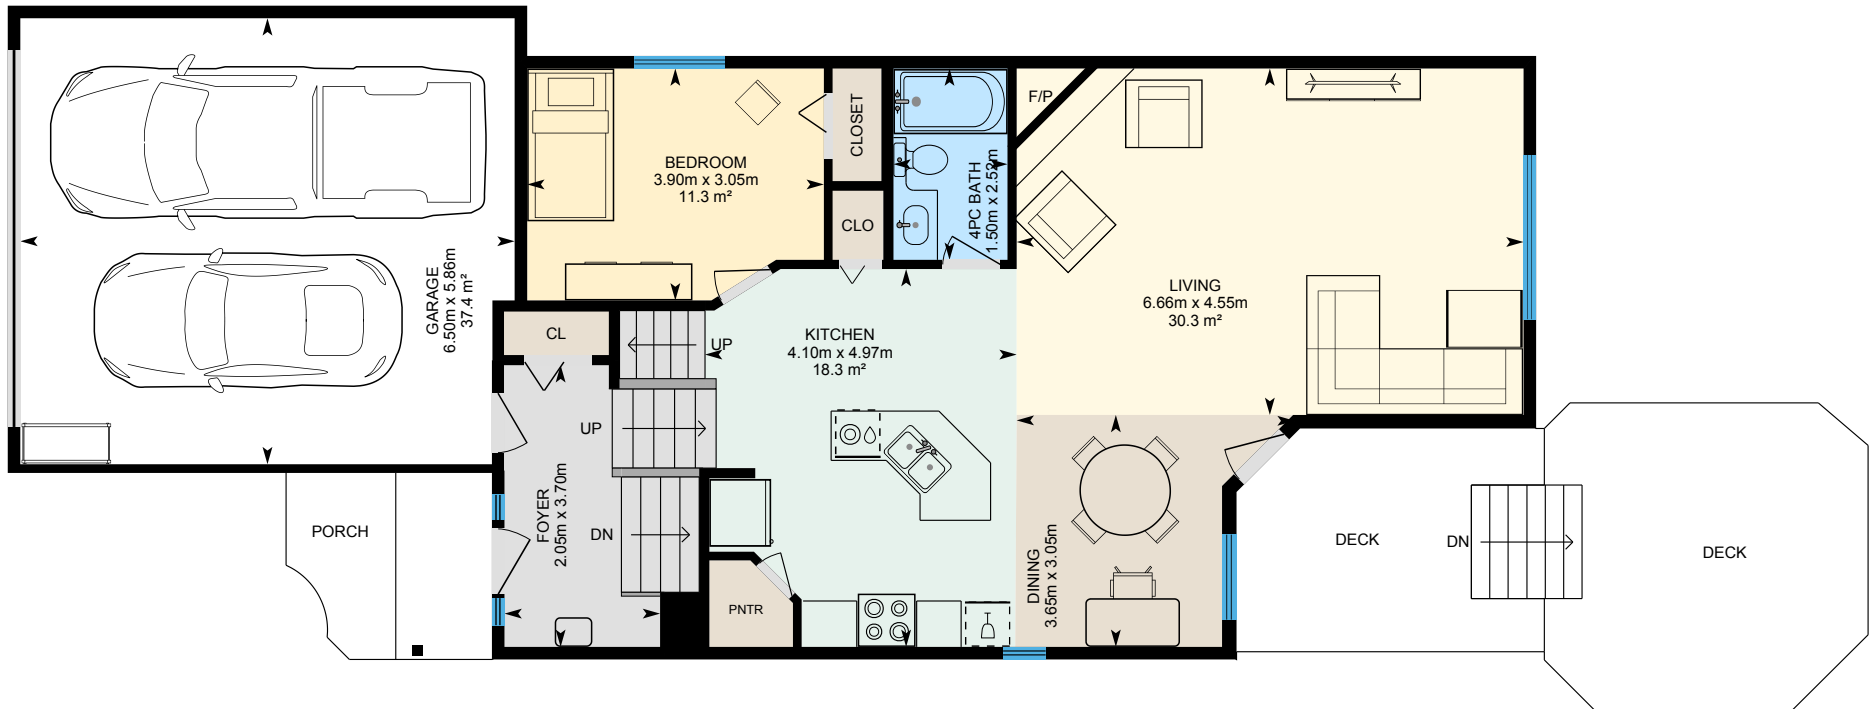 F/P
CLOSET
BEDROOM
3.90m x 3.05m
11.3 m²
4PC BATH
1.50m x 2.52m
CLO
GARAGE
6.50m x 5.86m
37.4 m²
LIVING
6.66m x 4.55m
30.3 m²
CL
UP
KITCHEN
4.10m x 4.97m
18.3 m²
UP
FOYER
2.05m x 3.70m
DN
PORCH
DINING
3.65m x 3.05m
DECK
DN
DECK
PNTR